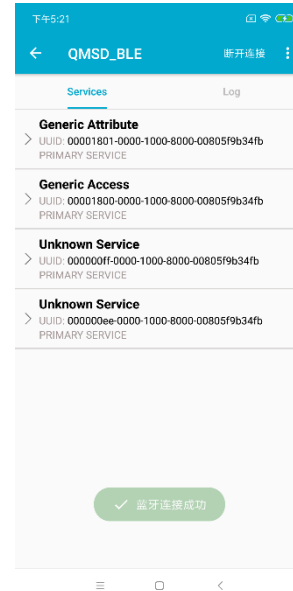 下午5:21
QMSD_BLE
断开连接
Services
Log
Generic Attribute
UUID: 00001801-0000-1000-8000-00805f9b34fb
PRIMARY SERVICE
Generic Access
UUID: 00001800-0000-1000-8000-00805f9b34fb
PRIMARY SERVICE
Unknown Service
UUID: 000000ff-0000-1000-8000-00805f9b34fb
PRIMARY SERVICE
Unknown Service
UUID: 000000ee-0000-1000-8000-00805f9b34fb
PRIMARY SERVICE
蓝牙连接成功